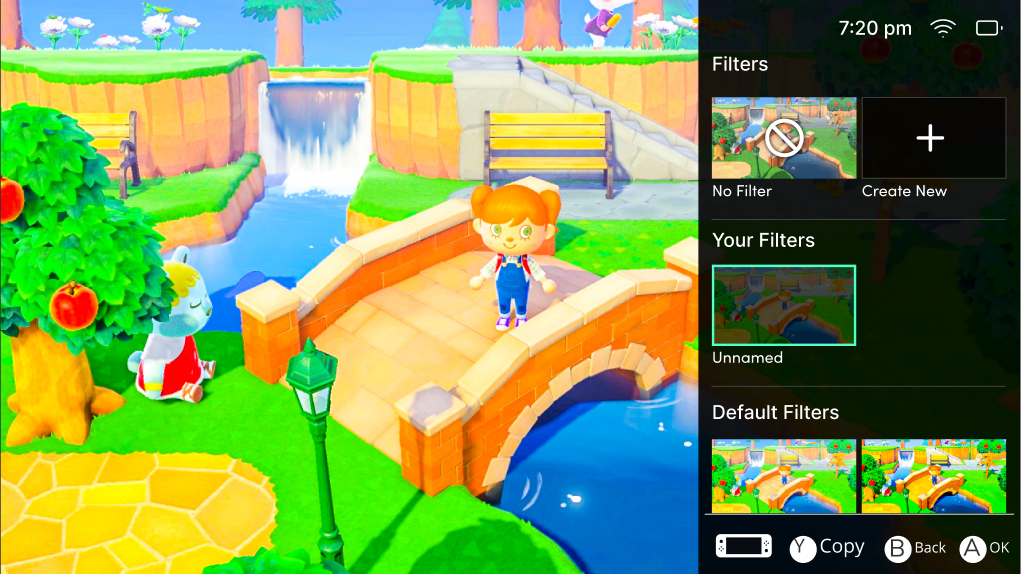 7:20 pm
Filters
No Filter
Create New
Your Filters
Unnamed
Default Filters
Y Copy
B Back
A OK